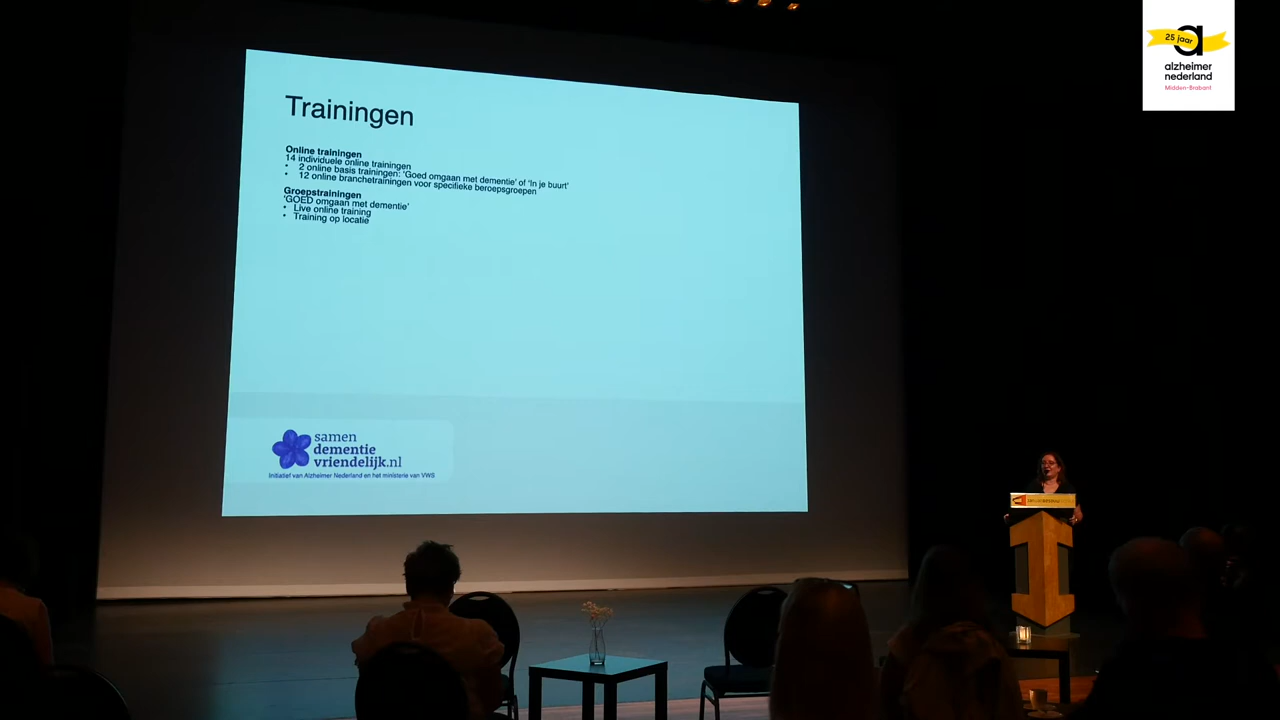 Trainingen
Online trainingen
14 individuele online trainingen
• 2 online basis trainingen: 'Goed omgaan met dementie' of 'In je buurt'
• 12 online branchetrainingen voor specifieke beroepsgroepen
Groepstrainingen
'GOED omgaan met dementie'
• Live online training
• Training op locatie
samen
dementie
vriendelijk.nl
Initiatief van Alzheimer Nederland en het ministerie van VWS
25 jaar
alzheimer
nederland
Midden-Brabant